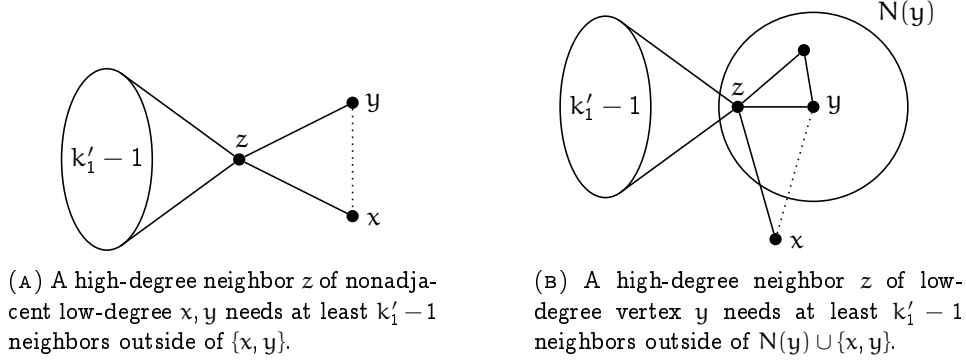 N(y)
y
z
k′₁ − 1
x
z
k′₁ − 1
y
x
(A) A high-degree neighbor z of nonadja-
cent low-degree x, y needs at least k′₁ − 1
neighbors outside of {x, y}.
(B) A high-degree neighbor z of low-
degree vertex y needs at least k′₁ − 1
neighbors outside of N(y) ∪ {x, y}.